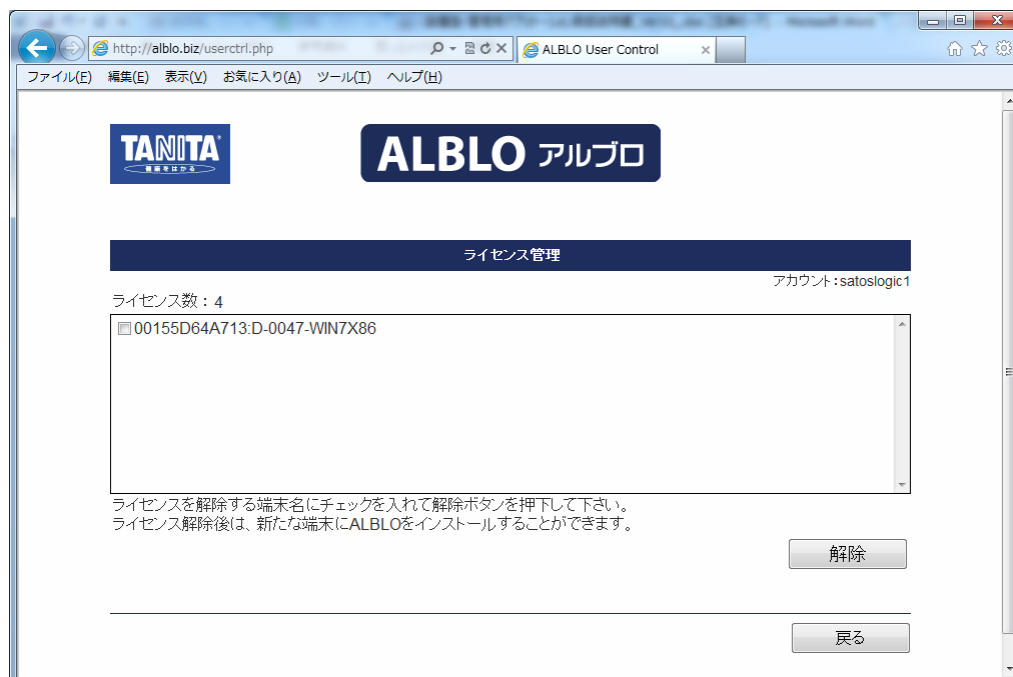 http://alblo.biz/userctrl.php
ALBLO User Control
ファイル(F) 編集(E) 表示(V) お気に入り(A) ツール(T) ヘルプ(H)
TANITA
健康をはかる
ALBLO アルブロ
ライセンス管理
アカウント:satoslogic1
ライセンス数:4
00155D64A713:D-0047-WIN7X86
ライセンスを解除する端末名にチェックを入れて解除ボタンを押下して下さい。
ライセンス解除後は、新たな端末にALBLOをインストールすることができます。
解除
戻る